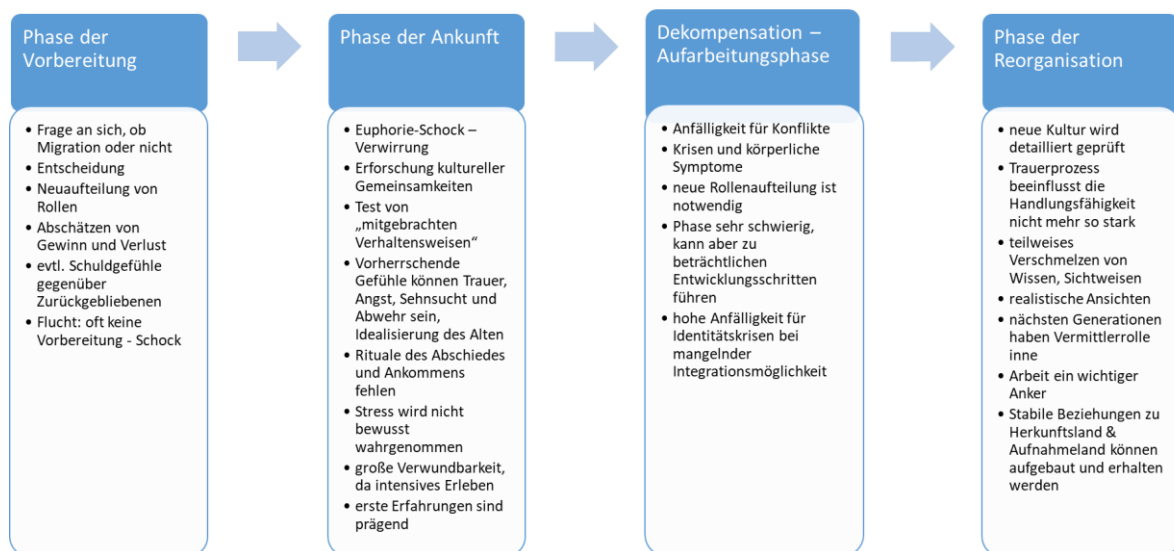 Phase der
Vorbereitung
• Frage an sich, ob
Migration oder nicht
• Entscheidung
• Neuaufteilung von
Rollen
• Abschätzen von
Gewinn und Verlust
• evtl. Schuldgefühle
gegenüber
Zurückgebliebenen
• Flucht: oft keine
Vorbereitung - Schock
Phase der Ankunft
• Euphorie-Schock –
Verwirrung
• Erforschung kultureller
Gemeinsamkeiten
• Test von
„mitgebrachten
Verhaltensweisen“
• Vorherrschende
Gefühle können Trauer,
Angst, Sehnsucht und
Abwehr sein,
Idealisierung des Alten
• Rituale des Abschiedes
und Ankommens
fehlen
• Stress wird nicht
bewusst
wahrgenommen
• große Verwundbarkeit,
da intensives Erleben
• erste Erfahrungen sind
prägend
Dekompensation –
Aufarbeitungsphase
• Anfälligkeit für Konflikte
• Krisen und körperliche
Symptome
• neue Rollenaufteilung ist
notwendig
• Phase sehr schwierig,
kann aber zu
beträchtlichen
Entwicklungsschritten
führen
• hohe Anfälligkeit für
Identitätskrisen bei
mangelnder
Integrationsmöglichkeit
Phase der
Reorganisation
• neue Kultur wird
detailliert geprüft
• Trauerprozess
beeinflusst die
Handlungsfähigkeit
nicht mehr so stark
• teilweises
Verschmelzen von
Wissen, Sichtweisen
• realistische Ansichten
• nächsten Generationen
haben Vermittlerrolle
inne
• Arbeit ein wichtiger
Anker
• Stabile Beziehungen zu
Herkunftsland &
Aufnahmeland können
aufgebaut und erhalten
werden